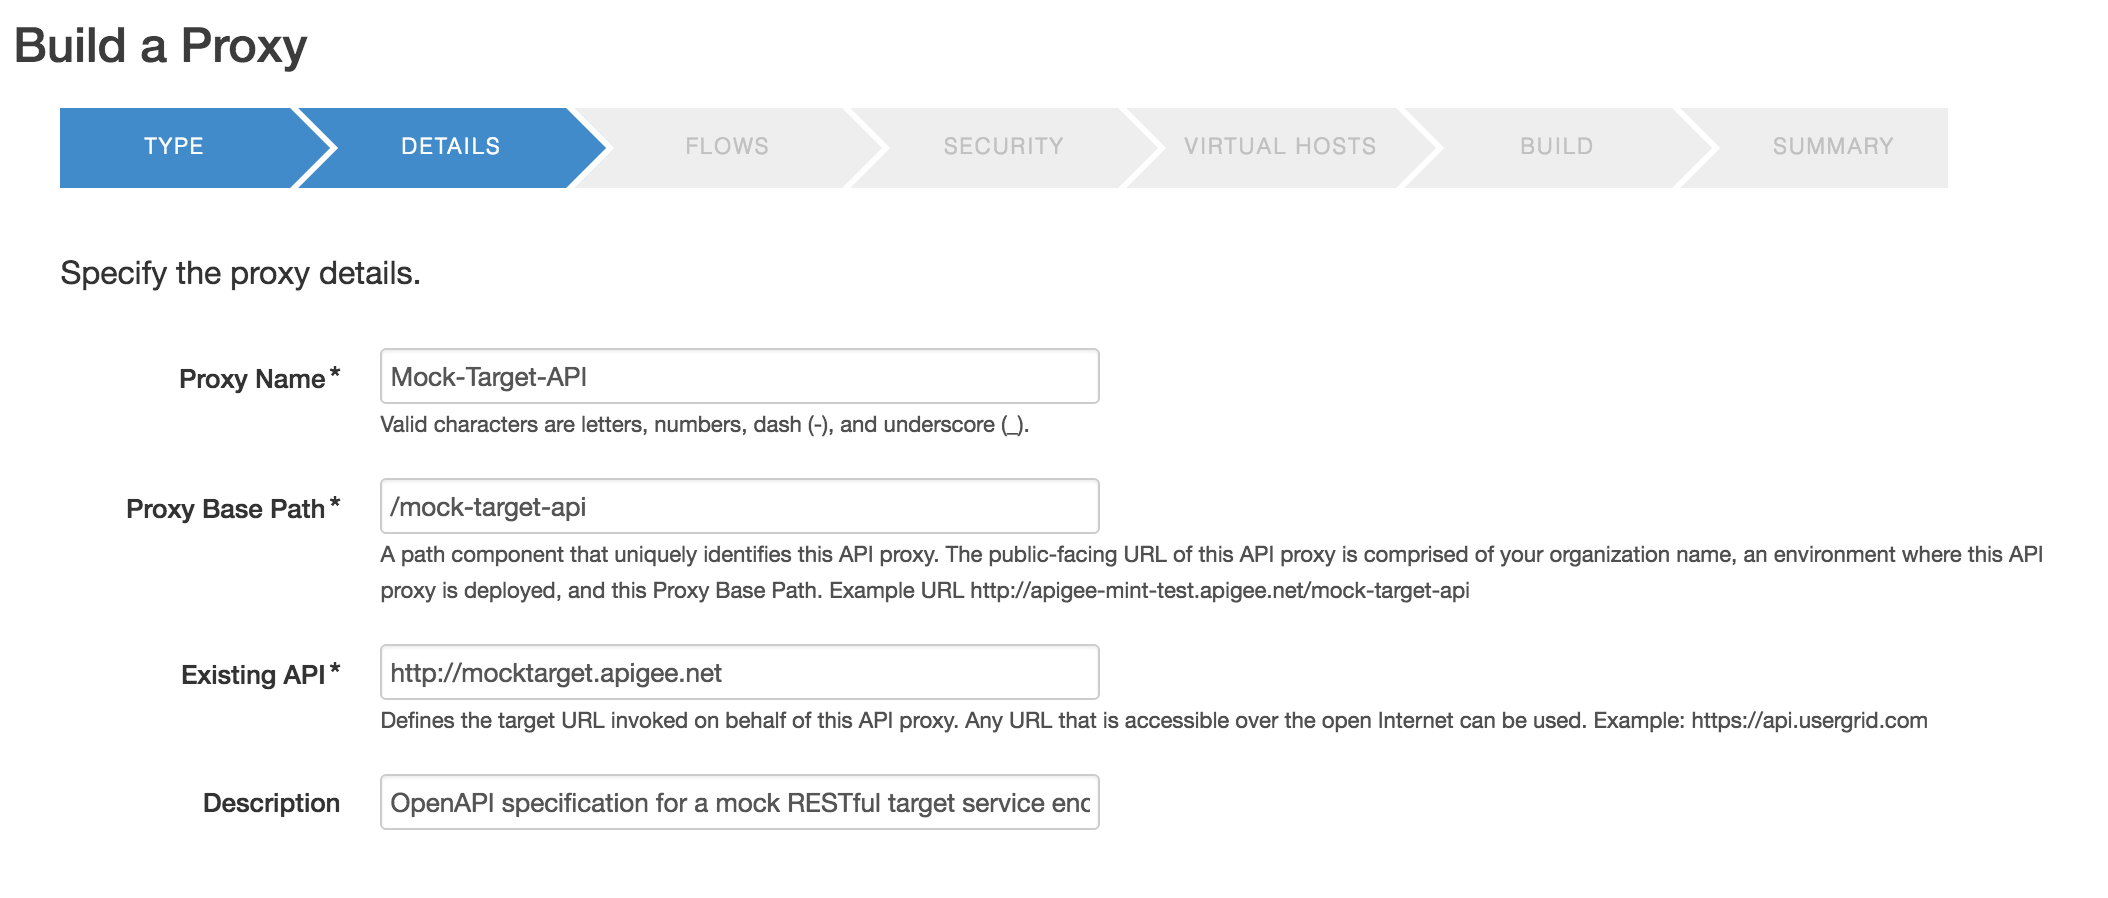 Build a Proxy
TYPE DETAILS FLOWS SECURITY VIRTUAL HOSTS BUILD SUMMARY
Specify the proxy details.
Proxy Name* Mock-Target-API
Valid characters are letters, numbers, dash (-), and underscore (_).
Proxy Base Path* /mock-target-api
A path component that uniquely identifies this API proxy. The public-facing URL of this API proxy is comprised of your organization name, an environment where this API
proxy is deployed, and this Proxy Base Path. Example URL http://apigee-mint-test.apigee.net/mock-target-api
Existing API* http://mocktarget.apigee.net
Defines the target URL invoked on behalf of this API proxy. Any URL that is accessible over the open Internet can be used. Example: https://api.usergrid.com
Description OpenAPI specification for a mock RESTful target service